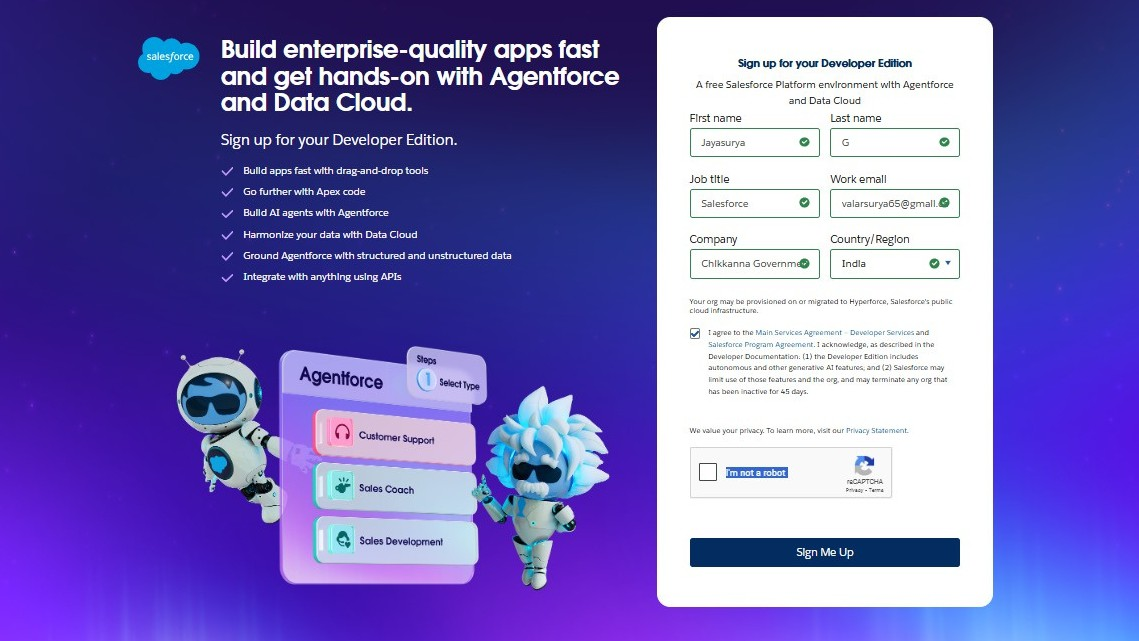 salesforce
Build enterprise-quality apps fast
and get hands-on with Agentforce
and Data Cloud.
Sign up for your Developer Edition.
Build apps fast with drag-and-drop tools
Go further with Apex code
Build AI agents with Agentforce
Harmonize your data with Data Cloud
Ground Agentforce with structured and unstructured data
Integrate with anything using APIs
Agentforce
Steps
1 Select Type
Customer Support
Sales Coach
Sales Development
Sign up for your Developer Edition
A free Salesforce Platform environment with Agentforce
and Data Cloud
First name
Last name
Jayasurya
G
Job title
Work email
Salesforce
valarsurya65@gmail.
Company
Country/Region
Chikkanna Governme
India
Your org may be provisioned on or migrated to Hyperforce, Salesforce's public
cloud infrastructure.
I agree to the Main Services Agreement – Developer Services and
Salesforce Program Agreement. I acknowledge, as described in the
Developer Documentation: (1) the Developer Edition includes
autonomous and other generative AI features, and (2) Salesforce may
limit use of those features and the org, and may terminate any org that
has been inactive for 45 days.
We value your privacy. To learn more, visit our Privacy Statement.
I'm not a robot
reCAPTCHA
Privacy - Terms
Sign Me Up